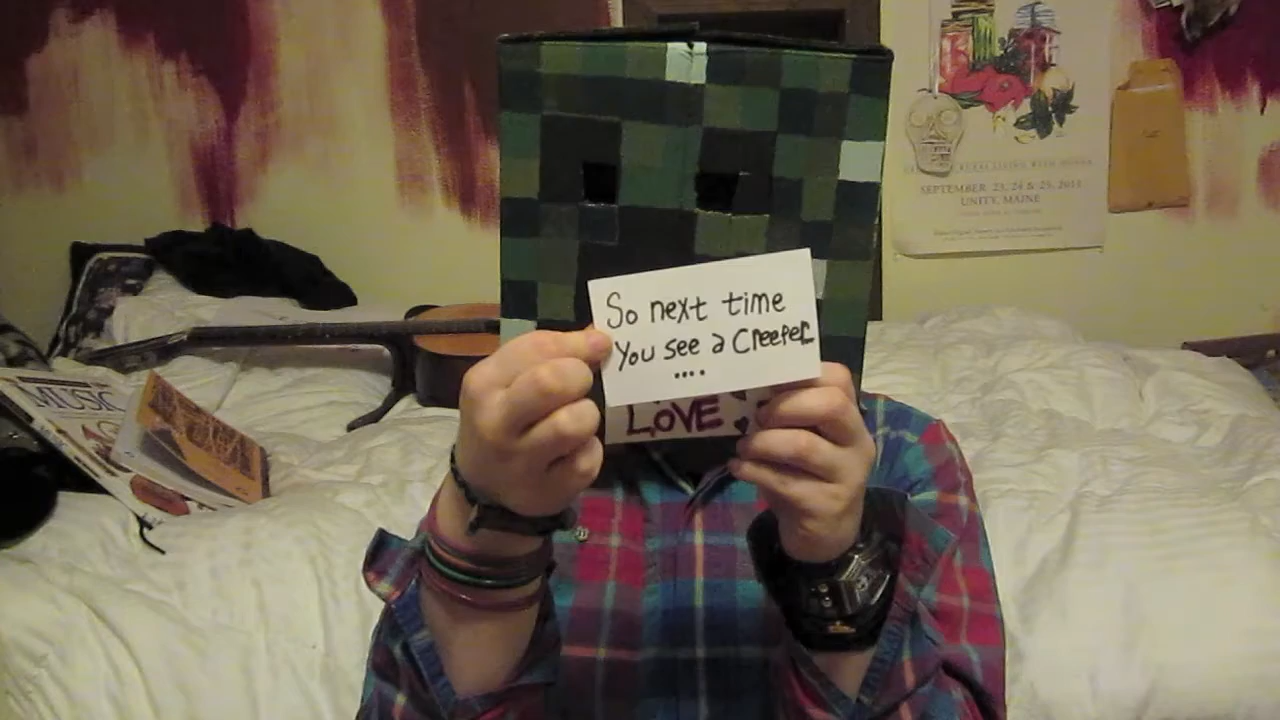 SEPTEMBER 23, 24 & 25, 2011
UNITY, MAINE
So next time
You see a Creeper
....
LOVE
MUSIC